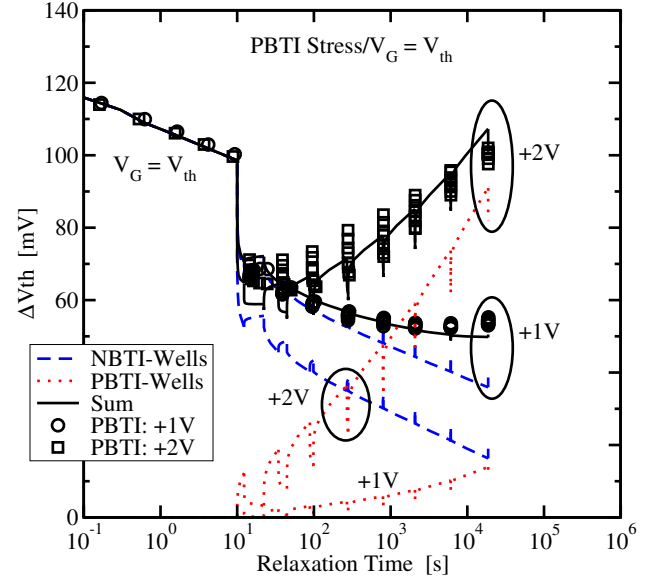 PBTI Stress/V_G = V_th
V_G = V_th
+2V
+1V
+2V
+1V
NBTI-Wells
PBTI-Wells
Sum
PBTI: +1V
PBTI: +2V
ΔVth [mV]
140
120
100
80
60
40
20
0
10^-1 10^0 10^1 10^2 10^3 10^4 10^5 10^6
Relaxation Time [s]